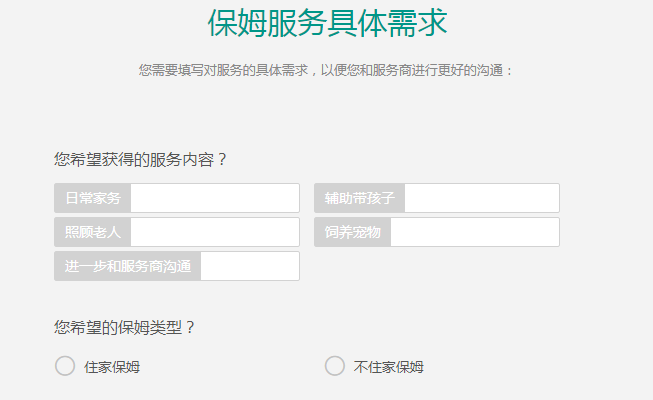 保姆服务具体需求
您需要填写对服务的具体需求，以便您和服务商进行更好的沟通：
您希望获得的服务内容？
日常家务 辅助带孩子
照顾老人 饲养宠物
进一步和服务商沟通
您希望的保姆类型？
住家保姆 不住家保姆